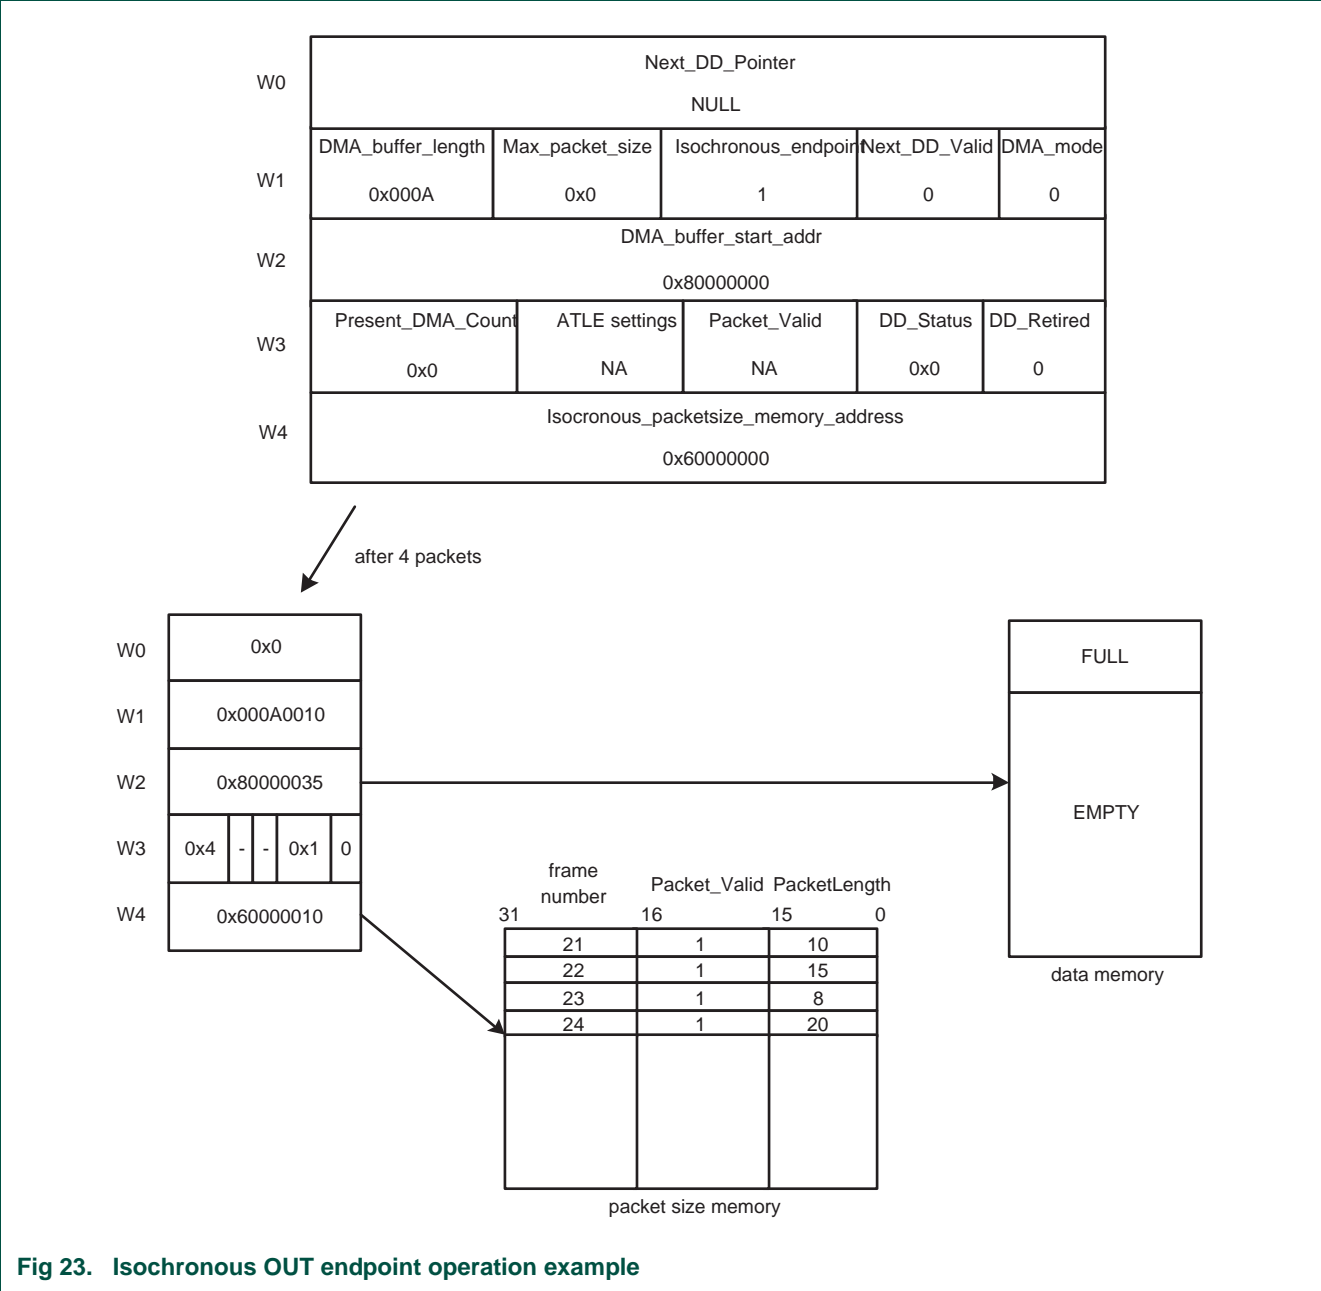 Next_DD_Pointer
W0
NULL
DMA_buffer_length Max_packet_size Isochronous_endpoint Next_DD_Valid DMA_mode
W1
0x000A 0x0 1 0 0
DMA_buffer_start_addr
W2
0x80000000
Present_DMA_Count ATLE settings Packet_Valid DD_Status DD_Retired
W3
0x0 NA NA 0x0 0
Isocronous_packetsize_memory_address
W4
0x60000000
after 4 packets
W0 0x0
FULL
W1 0x000A0010
W2 0x80000035
EMPTY
W3 0x4 - - 0x1 0
W4 0x60000010
data memory
frame
number
Packet_Valid PacketLength
31 16 15 0
21 1 10
22 1 15
23 1 8
24 1 20
packet size memory
Fig 23. Isochronous OUT endpoint operation example